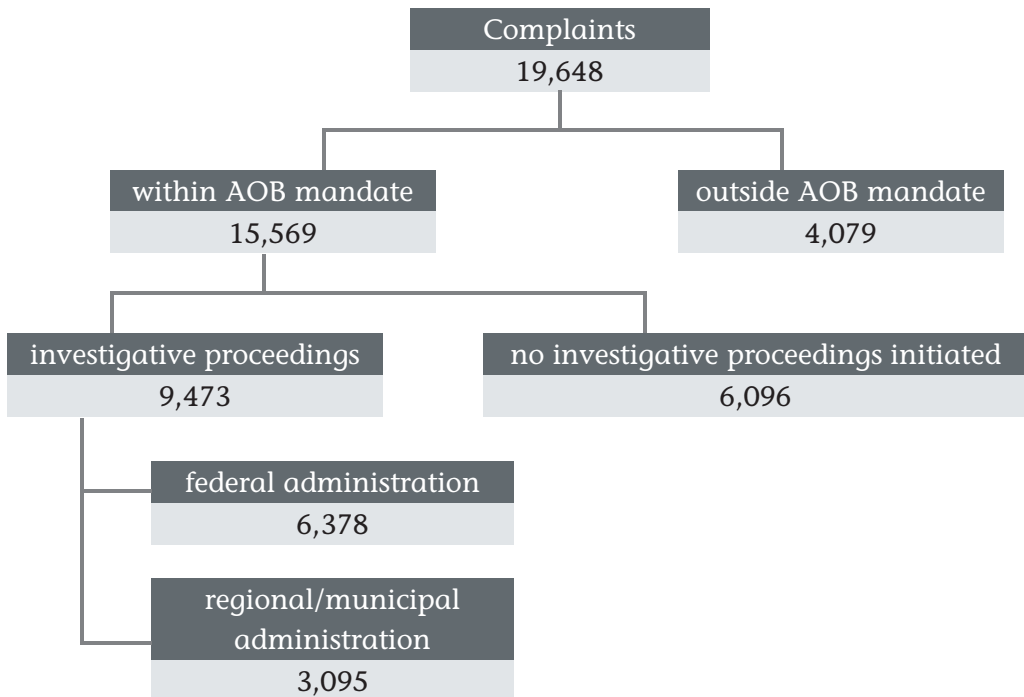 Complaints
19,648
within AOB mandate
15,569
outside AOB mandate
4,079
investigative proceedings
9,473
no investigative proceedings initiated
6,096
federal administration
6,378
regional/municipal
administration
3,095